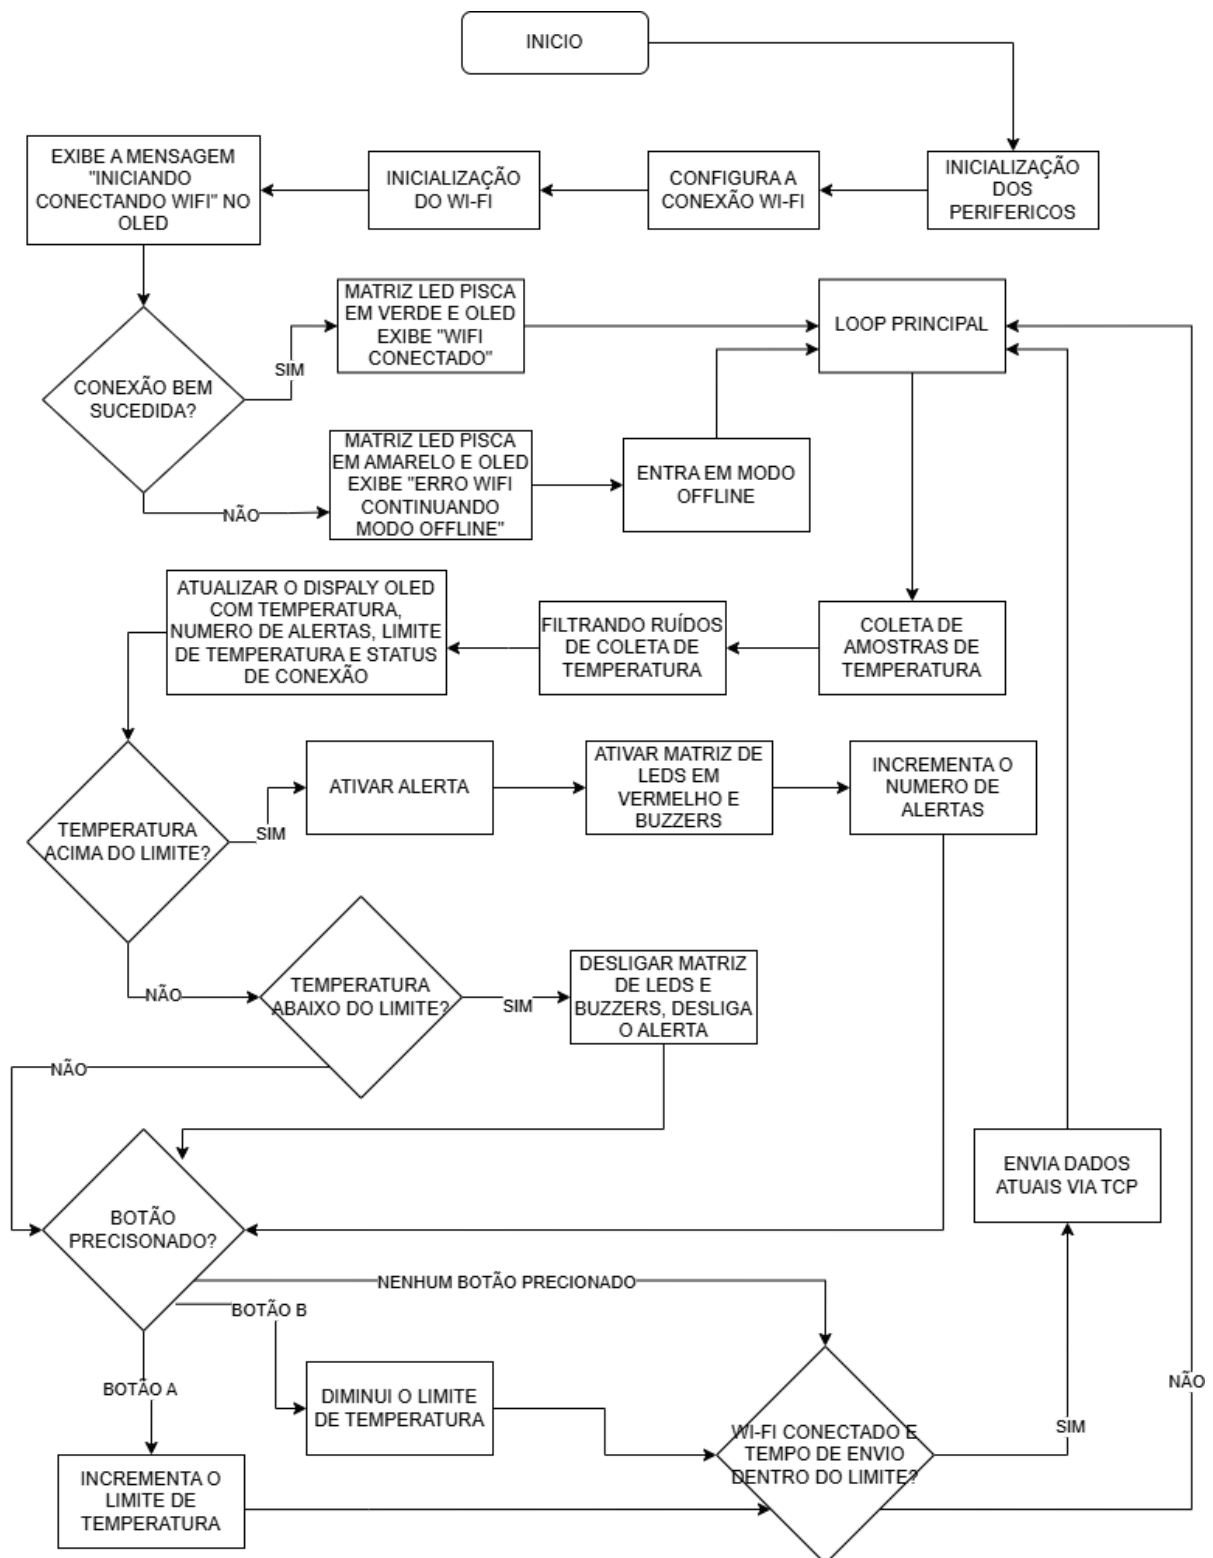 INICIO
EXIBE A MENSAGEM
"INICIANDO
CONECTANDO WIFI" NO
OLED
INICIALIZAÇÃO
DO WI-FI
CONFIGURA A
CONEXÃO WI-FI
INICIALIZAÇÃO
DOS
PERIFERICOS
MATRIZ LED PISCA
EM VERDE E OLED
EXIBE "WIFI
CONECTADO"
LOOP PRINCIPAL
SIM
CONEXÃO BEM
SUCEDIDA?
MATRIZ LED PISCA
EM AMARELO E OLED
EXIBE "ERRO WIFI
CONTINUANDO
MODO OFFLINE"
ENTRA EM MODO
OFFLINE
NÃO
ATUALIZAR O DISPALY OLED
COM TEMPERATURA,
NUMERO DE ALERTAS, LIMITE
DE TEMPERATURA E STATUS
DE CONEXÃO
FILTRANDO RUÍDOS
DE COLETA DE
TEMPERATURA
COLETA DE
AMOSTRAS DE
TEMPERATURA
ATIVAR ALERTA
ATIVAR MATRIZ DE
LEDS EM
VERMELHO E
BUZZERS
INCREMENTA O
NUMERO DE
ALERTAS
SIM
TEMPERATURA
ACIMA DO LIMITE?
NÃO
TEMPERATURA
ABAIXO DO LIMITE?
SIM
DESLIGAR MATRIZ
DE LEDS E
BUZZERS, DESLIGA
O ALERTA
NÃO
ENVIA DADOS
ATUAIS VIA TCP
BOTÃO
PRECISONADO?
NENHUM BOTÃO PRECIONADO
BOTÃO B
BOTÃO A
DIMINUI O LIMITE
DE TEMPERATURA
NÃO
SIM
WI-FI CONECTADO E
TEMPO DE ENVIO
DENTRO DO LIMITE?
INCREMENTA O
LIMITE DE
TEMPERATURA